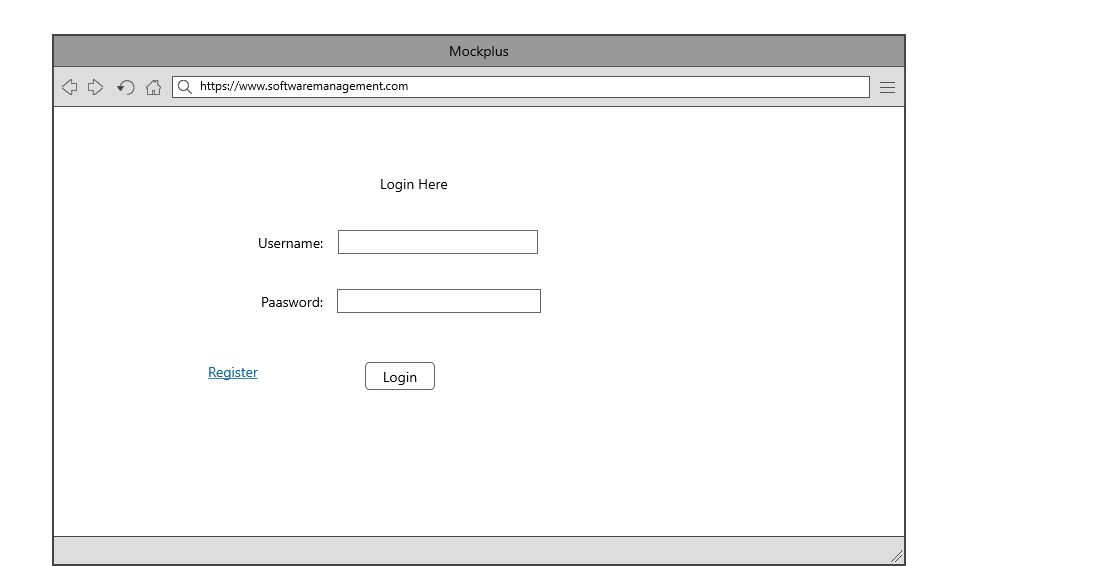 Mockplus
https://www.softwaremanagement.com
Login Here
Username:
Paasword:
Register
Login